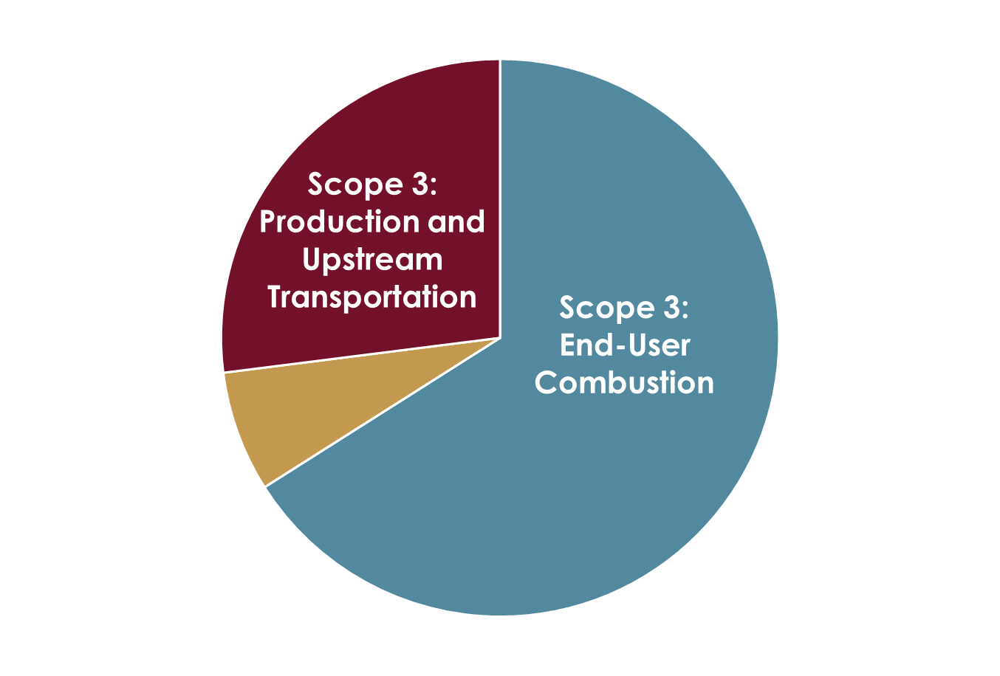 Scope 3:
Production and
Upstream
Transportation
Scope 3:
End-User
Combustion